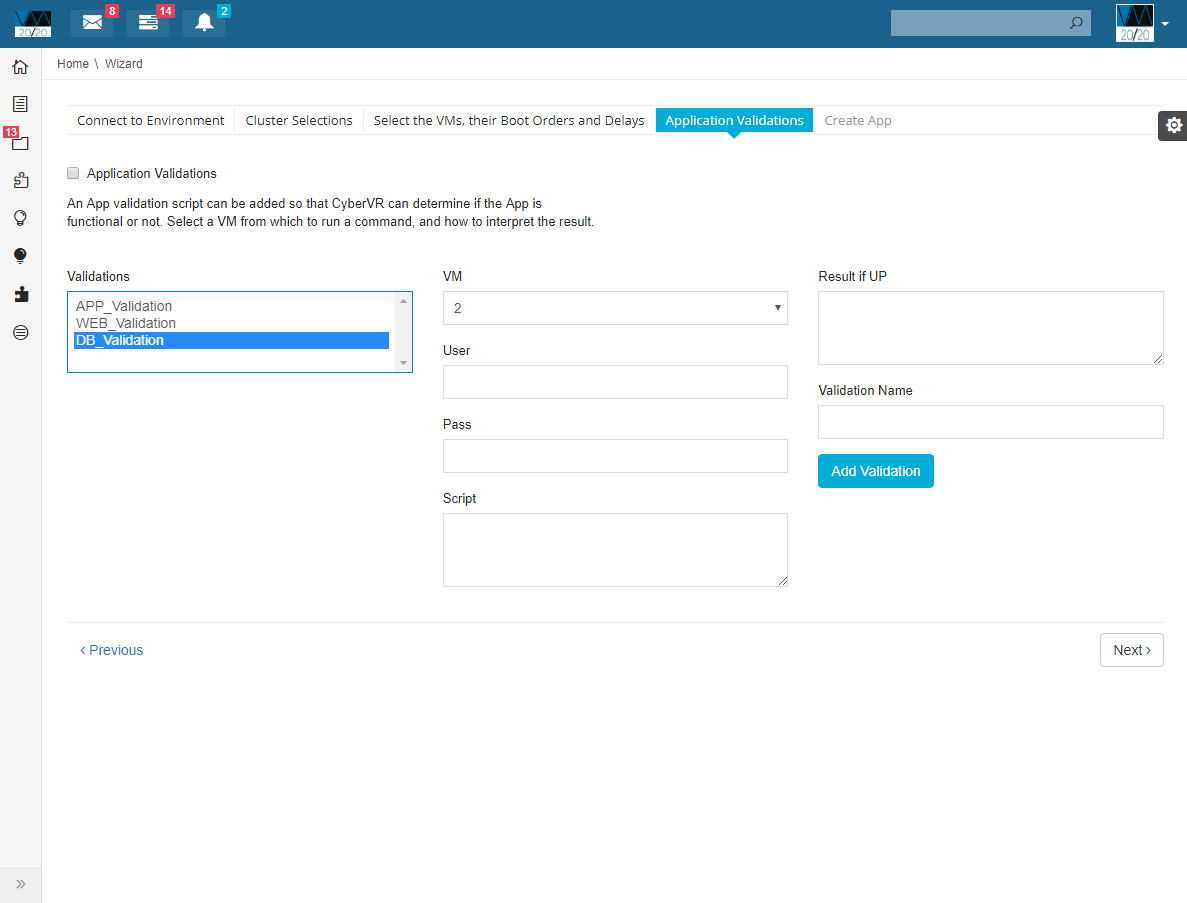 20/20
8
14
2
20/20
Home \ Wizard
13
Connect to Environment
Cluster Selections
Select the VMs, their Boot Orders and Delays
Application Validations
Create App
Application Validations
An App validation script can be added so that CyberVR can determine if the App is
functional or not. Select a VM from which to run a command, and how to interpret the result.
Validations
APP_Validation
WEB_Validation
DB_Validation
VM
2
User
Pass
Script
Result if UP
Validation Name
Add Validation
‹ Previous
Next ›